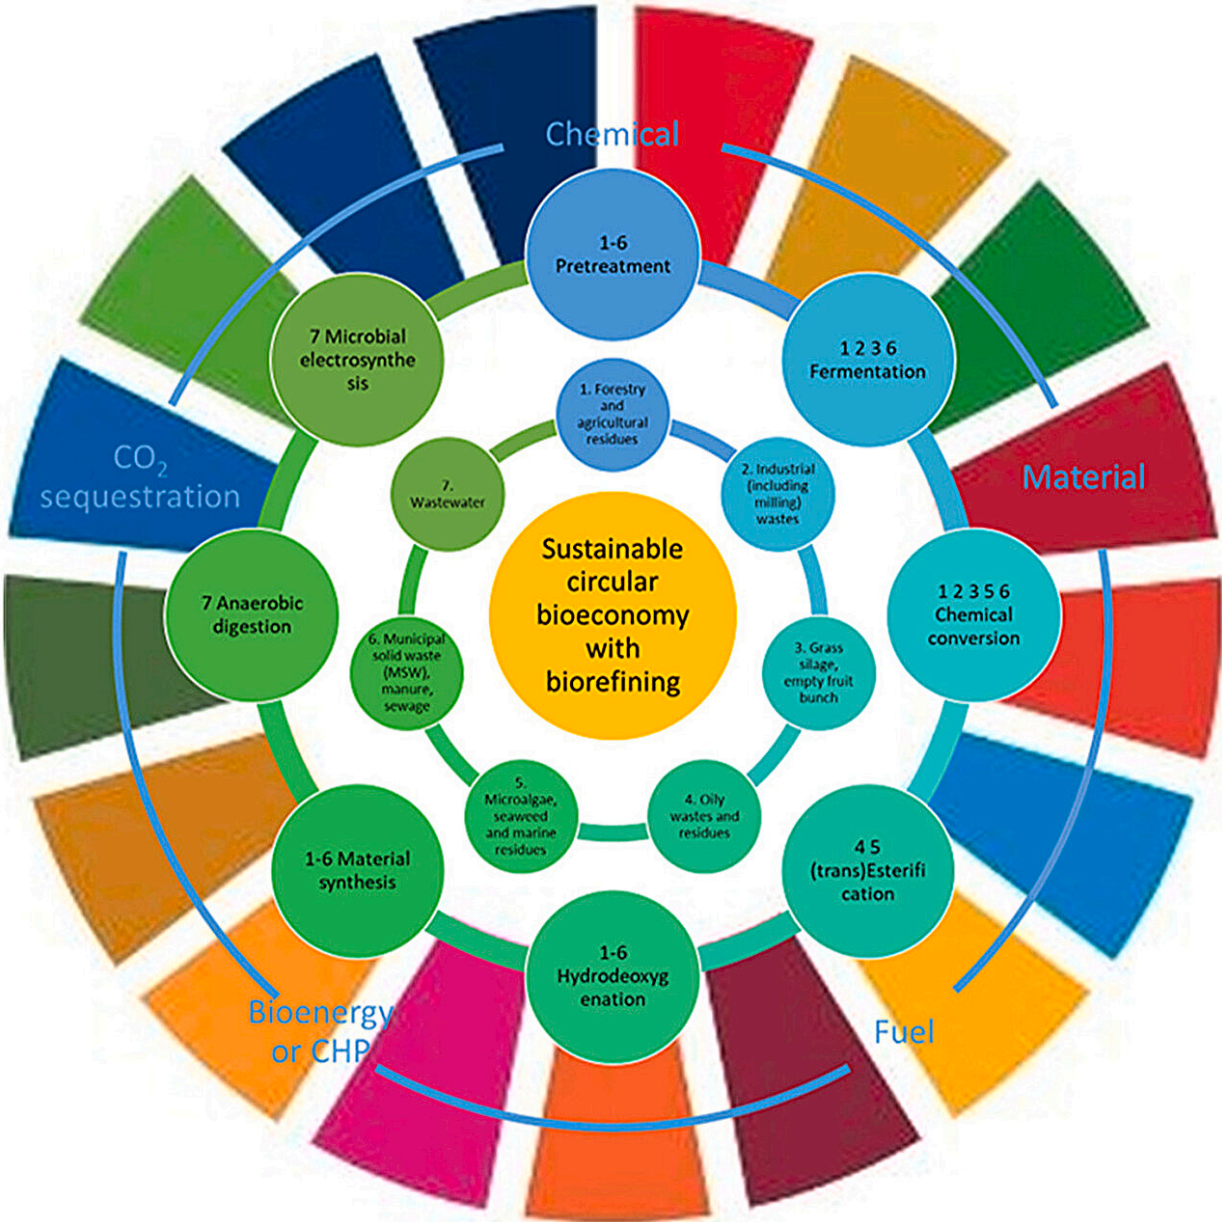 Chemical
1-6
Pretreatment
7 Microbial
electrosynthe
sis
1 2 3 6
Fermentation
1. Forestry
and
agricultural
residues
CO₂
sequestration
Material
7.
Wastewater
2. Industrial
(including
milling)
wastes
Sustainable
circular
bioeconomy
with
biorefining
7 Anaerobic
digestion
1 2 3 5 6
Chemical
conversion
6. Municipal
solid waste
(MSW),
manure,
sewage
3. Grass
silage,
empty fruit
bunch
5.
Microalgae,
seaweed
and marine
residues
4. Oily
wastes and
residues
1-6 Material
synthesis
4 5
(trans)Esterifi
cation
1-6
Hydrodeoxyg
enation
Bioenergy
or CHP
Fuel